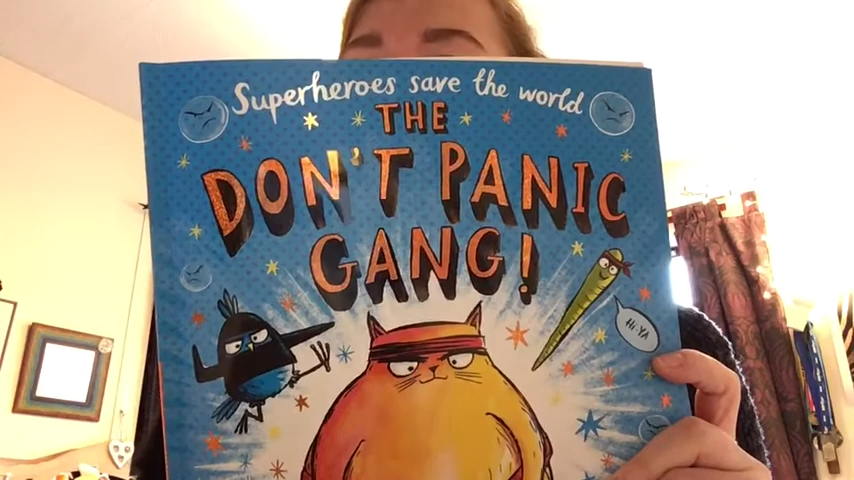 Superheroes save the world
THE
DON'T PANIC
GANG!
HI-YA